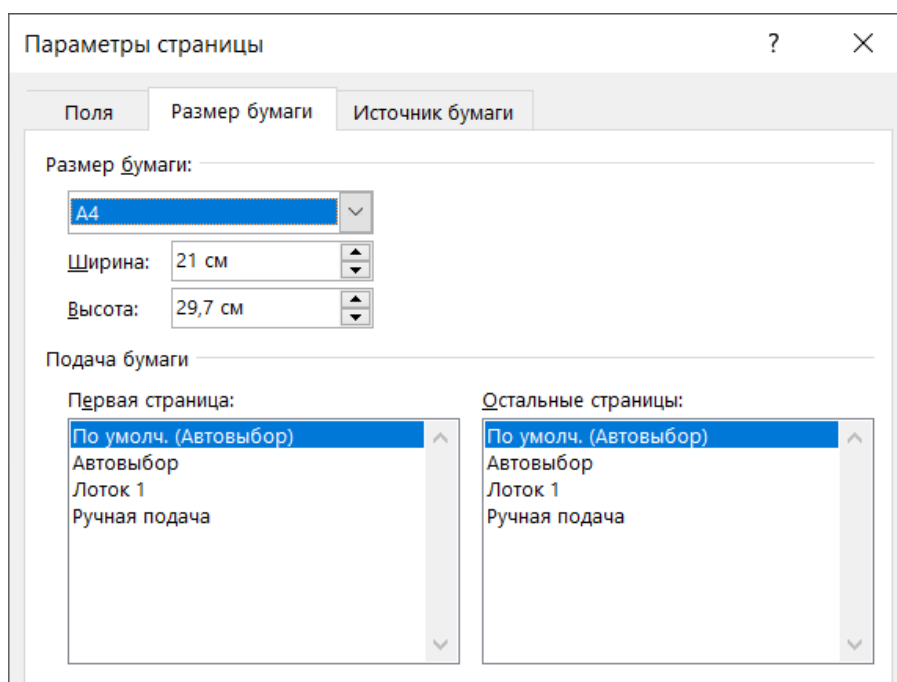 Параметры страницы ?
Поля Размер бумаги Источник бумаги
Размер бумаги:
A4
Ширина: 21 см
Высота: 29,7 см
Подача бумаги
Первая страница: Остальные страницы:
По умолч. (Автовыбор) По умолч. (Автовыбор)
Автовыбор Автовыбор
Лоток 1 Лоток 1
Ручная подача Ручная подача